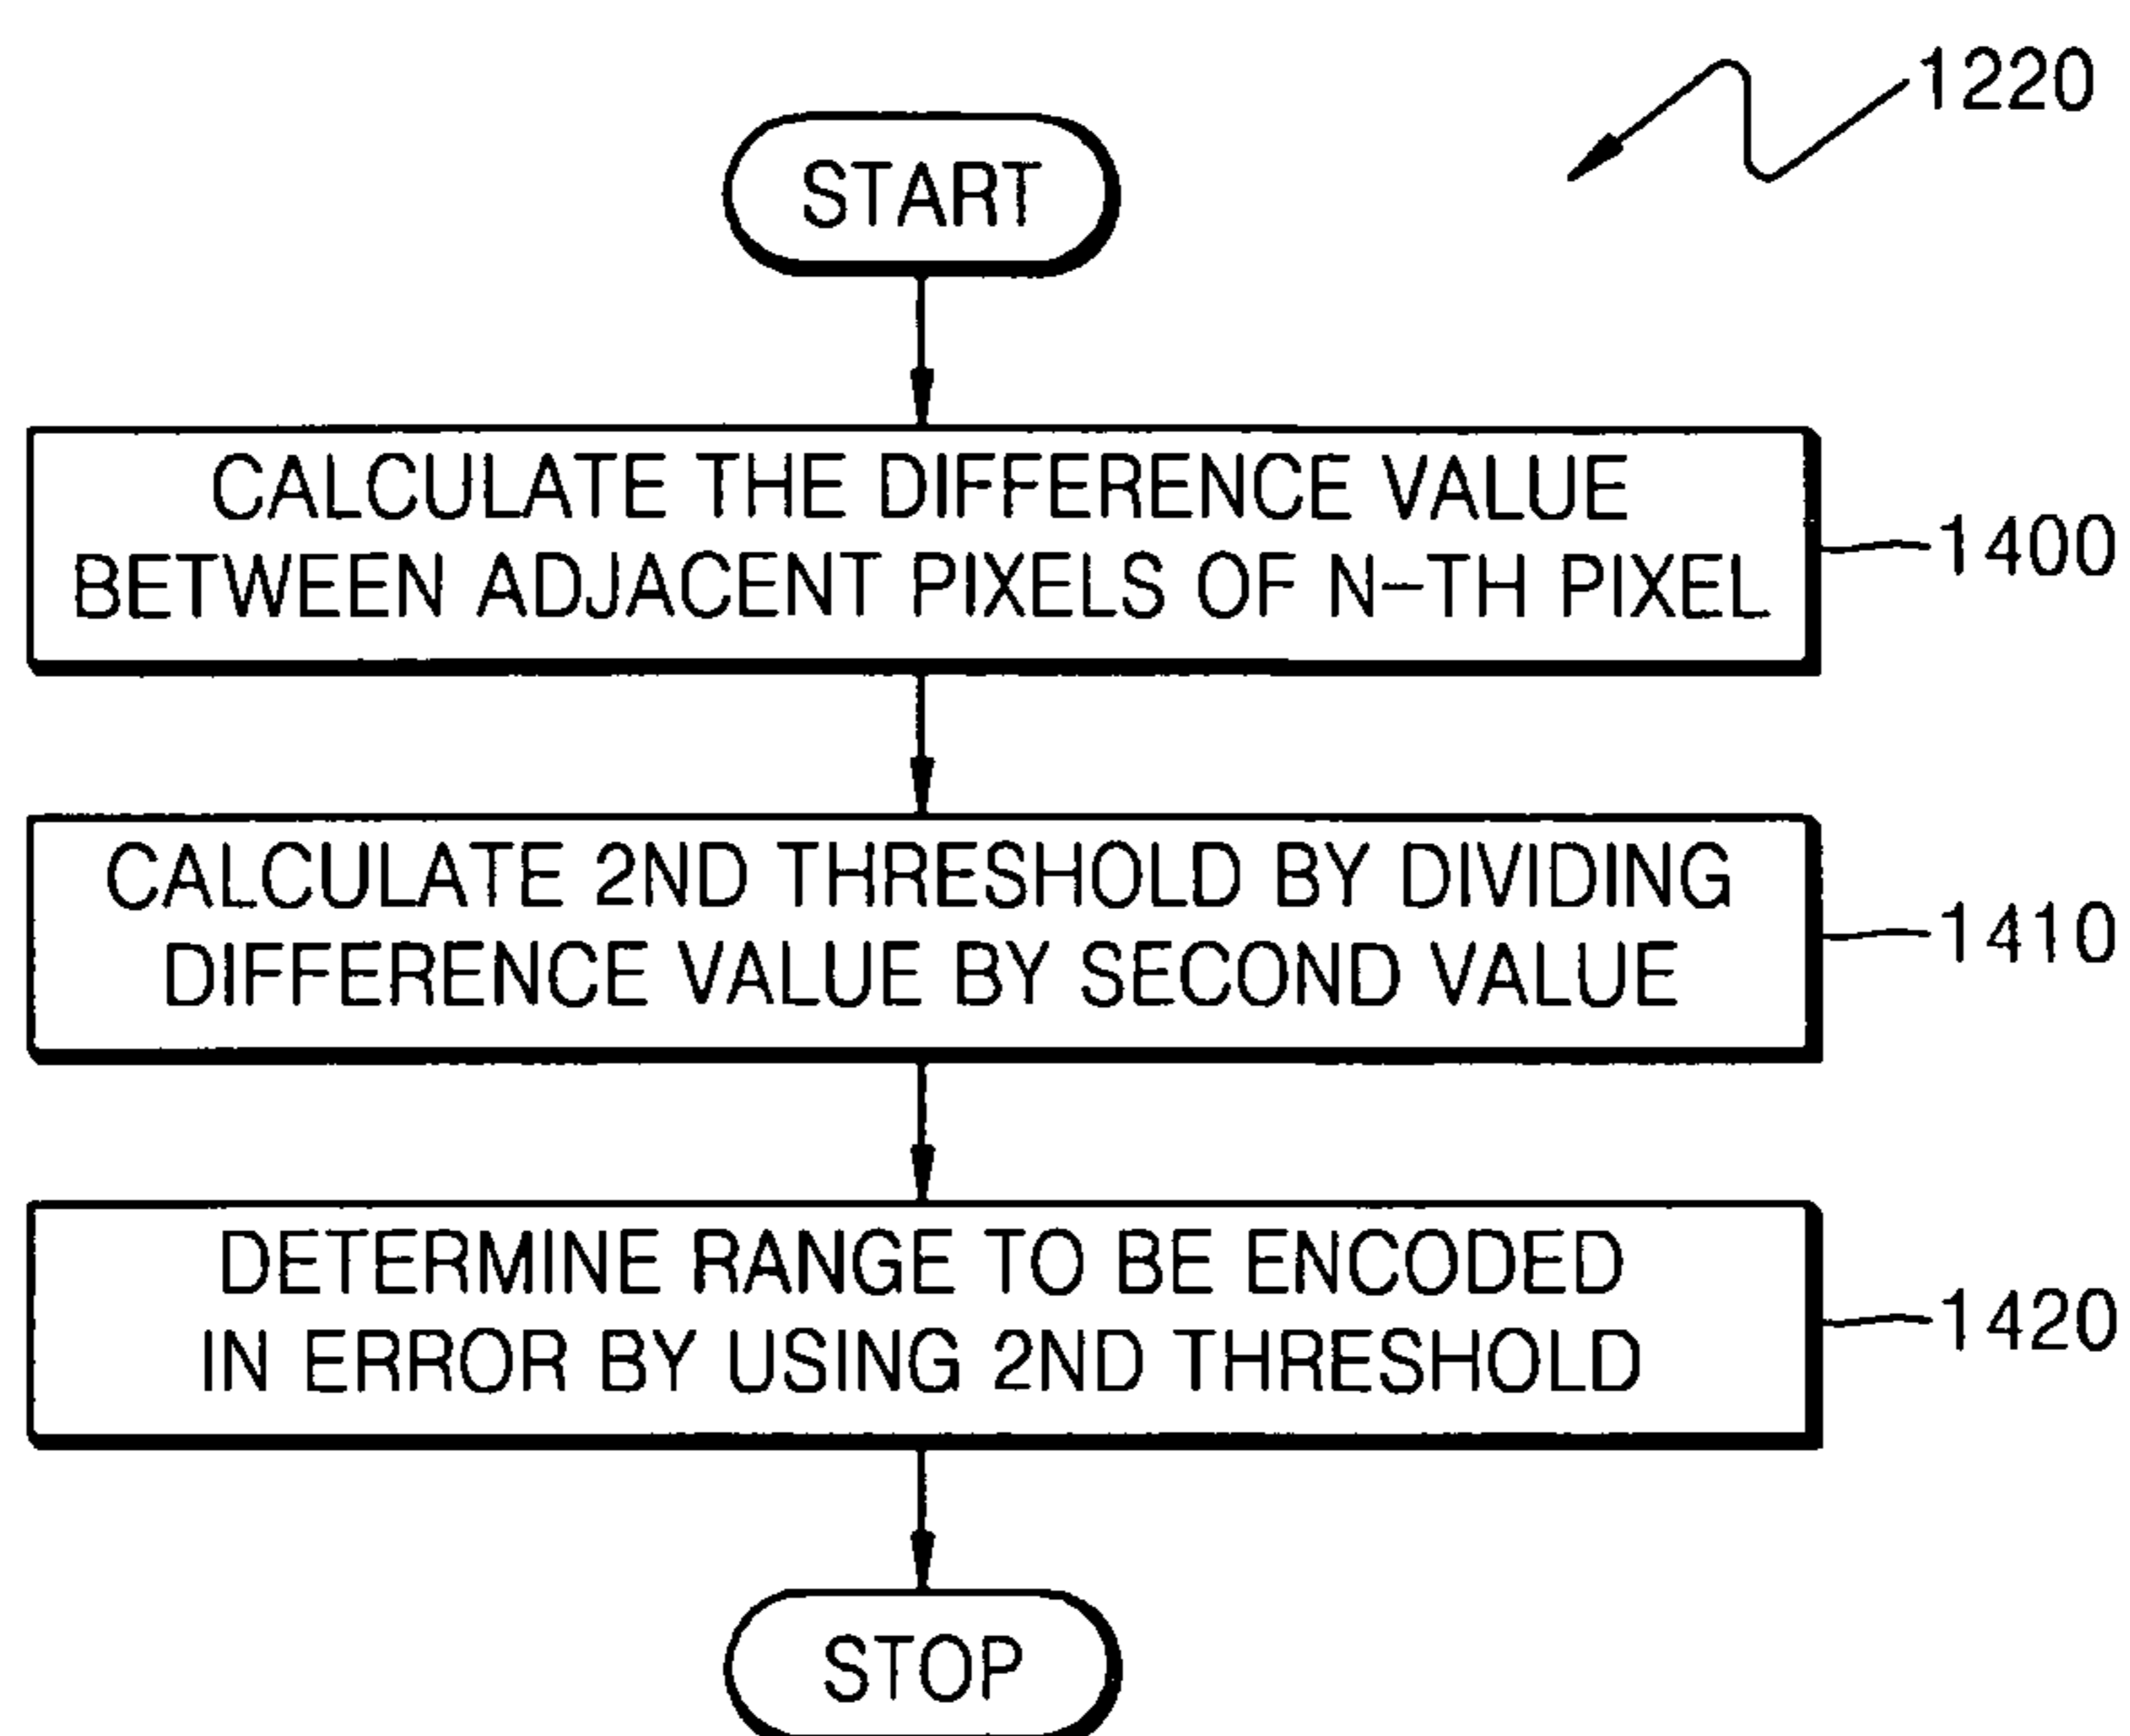 1220
START
CALCULATE THE DIFFERENCE VALUE
BETWEEN ADJACENT PIXELS OF N-TH PIXEL
1400
CALCULATE 2ND THRESHOLD BY DIVIDING
DIFFERENCE VALUE BY SECOND VALUE
1410
DETERMINE RANGE TO BE ENCODED
IN ERROR BY USING 2ND THRESHOLD
1420
STOP